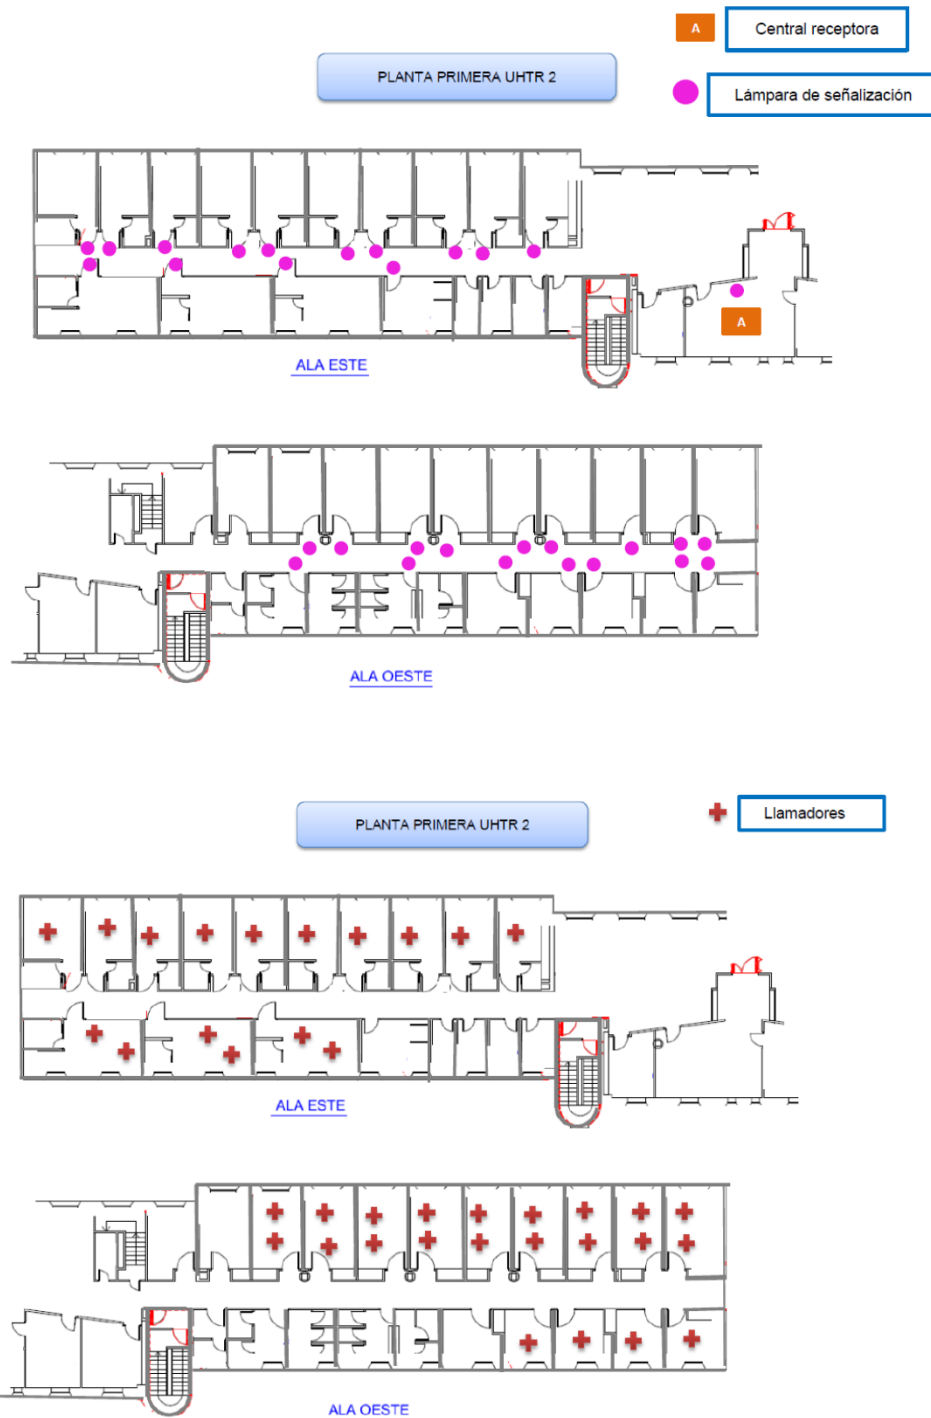 A
Central receptora
PLANTA PRIMERA UHTR 2
Lámpara de señalización
A
ALA ESTE
ALA OESTE
PLANTA PRIMERA UHTR 2
Llamadores
ALA ESTE
ALA OESTE